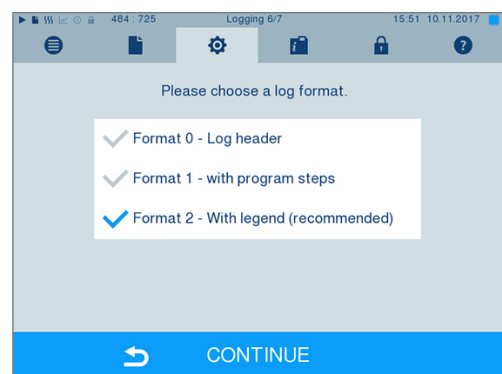 484 : 725 Logging 6/7 15:51 10.11.2017
Please choose a log format.
Format 0 - Log header
Format 1 - with program steps
Format 2 - With legend (recommended)
CONTINUE